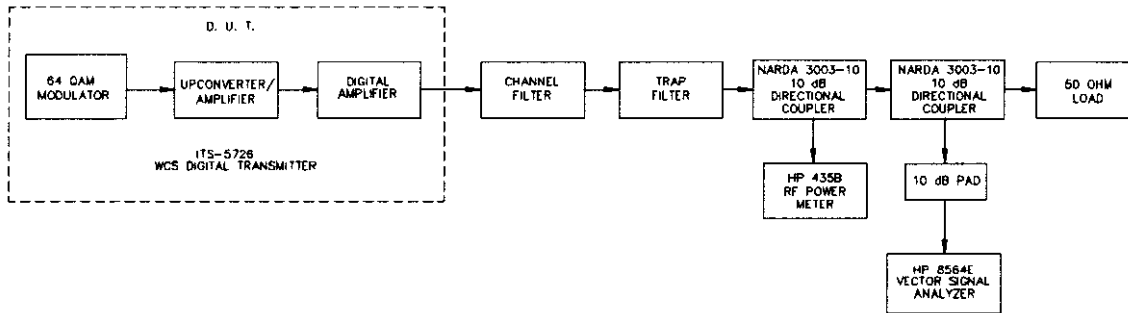 D. U. T.
64 QAM
MODULATOR
UPCONVERTER/
AMPLIFIER
DIGITAL
AMPLIFIER
ITS-5726
WCS DIGITAL TRANSMITTER
CHANNEL
FILTER
TRAP
FILTER
NARDA 3003-10
10 dB
DIRECTIONAL
COUPLER
NARDA 3003-10
10 dB
DIRECTIONAL
COUPLER
50 OHM
LOAD
HP 435B
RF POWER
METER
10 dB PAD
HP 8564E
VECTOR SIGNAL
ANALYZER